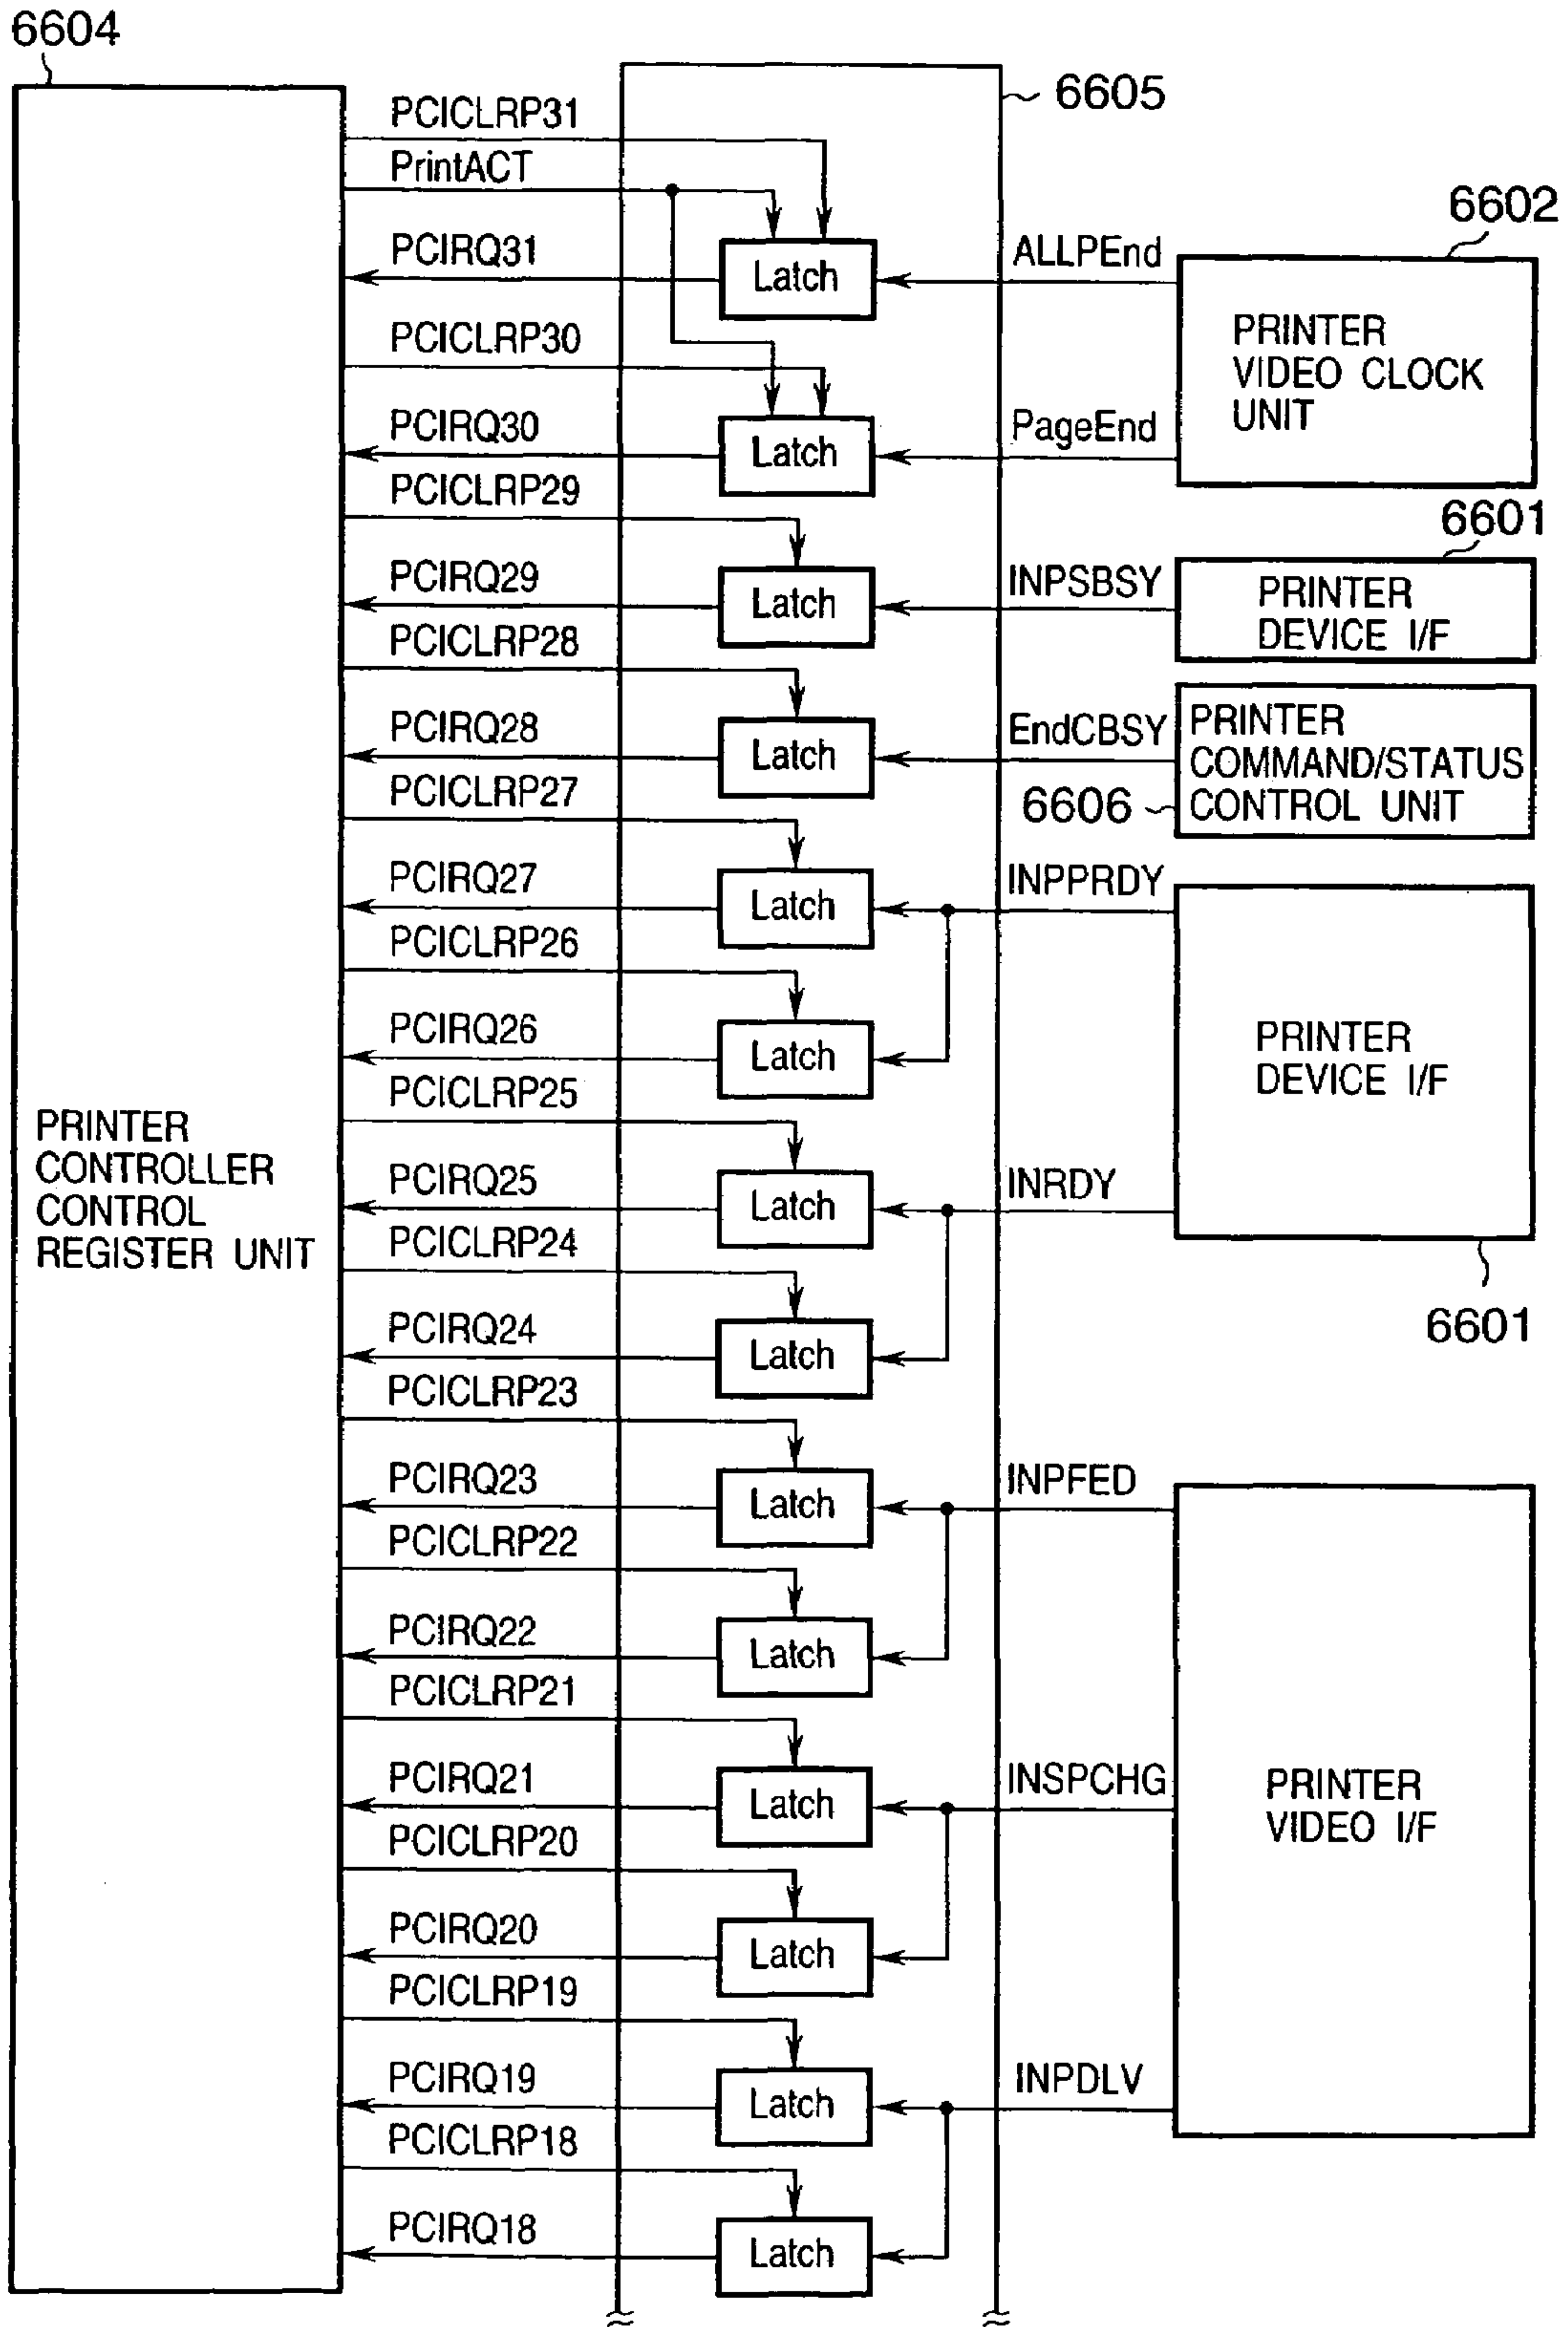 6604
6605
PCICLRP31
PrintACT
6602
PCIRQ31
Latch
ALLPEnd
PRINTER
VIDEO CLOCK
UNIT
PCICLRP30
PCIRQ30
Latch
PageEnd
PCICLRP29
6601
PCIRQ29
Latch
INPSBSY
PRINTER
DEVICE I/F
PCICLRP28
PCIRQ28
Latch
EndCBSY
PRINTER
COMMAND/STATUS
CONTROL UNIT
6606
PCICLRP27
PCIRQ27
Latch
INPPRDY
PCICLRP26
PCIRQ26
Latch
PRINTER
DEVICE I/F
PCICLRP25
PRINTER
CONTROLLER
CONTROL
REGISTER UNIT
PCIRQ25
Latch
INRDY
PCICLRP24
6601
PCIRQ24
Latch
PCICLRP23
PCIRQ23
Latch
INPFED
PCICLRP22
PCIRQ22
Latch
PCICLRP21
PCIRQ21
Latch
INSPCHG
PRINTER
VIDEO I/F
PCICLRP20
PCIRQ20
Latch
PCICLRP19
PCIRQ19
Latch
INPDLV
PCICLRP18
PCIRQ18
Latch